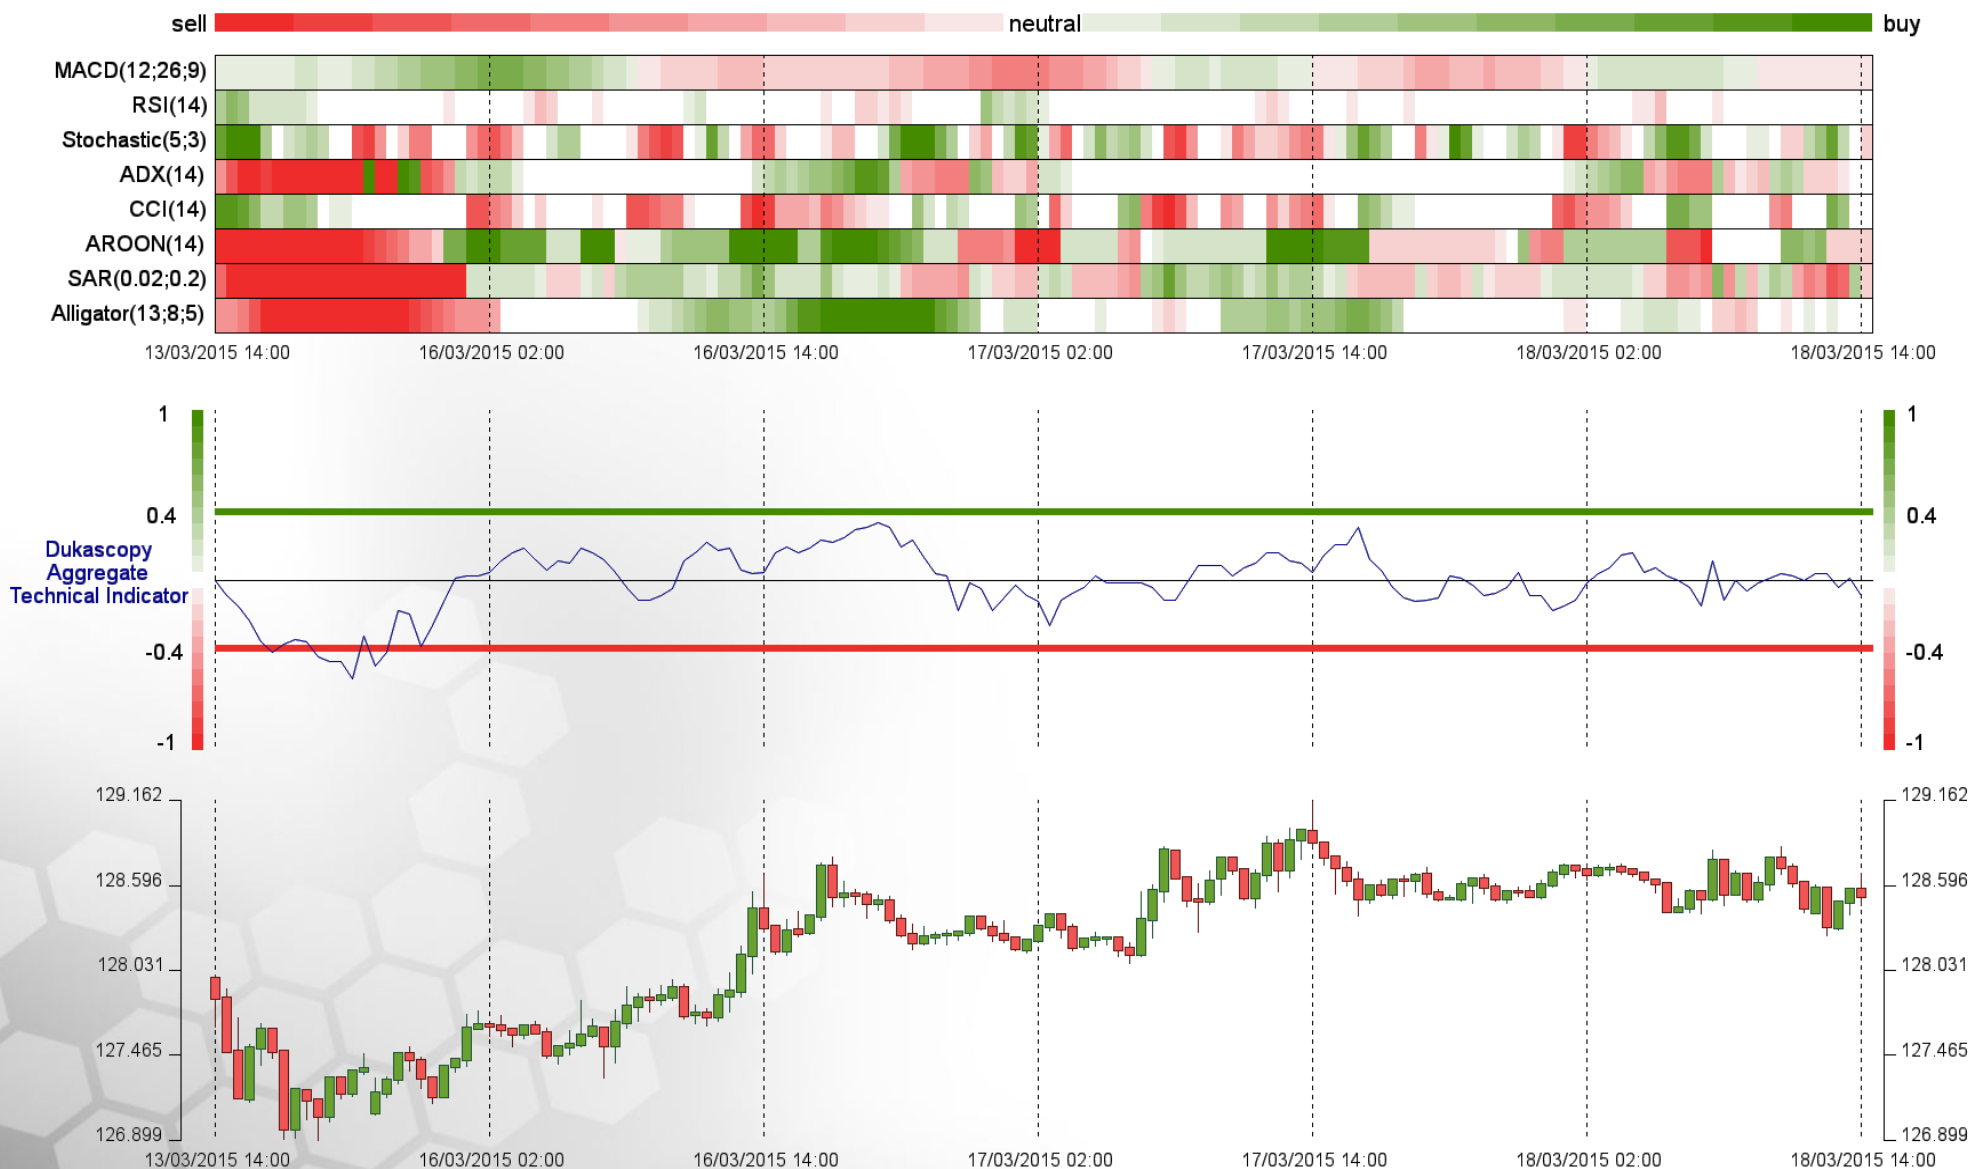 sell neutral buy
MACD(12;26;9)
RSI(14)
Stochastic(5;3)
ADX(14)
CCI(14)
AROON(14)
SAR(0.02;0.2)
Alligator(13;8;5)
13/03/2015 14:00 16/03/2015 02:00 16/03/2015 14:00 17/03/2015 02:00 17/03/2015 14:00 18/03/2015 02:00 18/03/2015 14:00
1 1
0.4 0.4
Dukascopy
Aggregate
Technical Indicator
-0.4 -0.4
-1 -1
129.162 129.162
128.596 128.596
128.031 128.031
127.465 127.465
126.899 126.899
13/03/2015 14:00 16/03/2015 02:00 16/03/2015 14:00 17/03/2015 02:00 17/03/2015 14:00 18/03/2015 02:00 18/03/2015 14:00